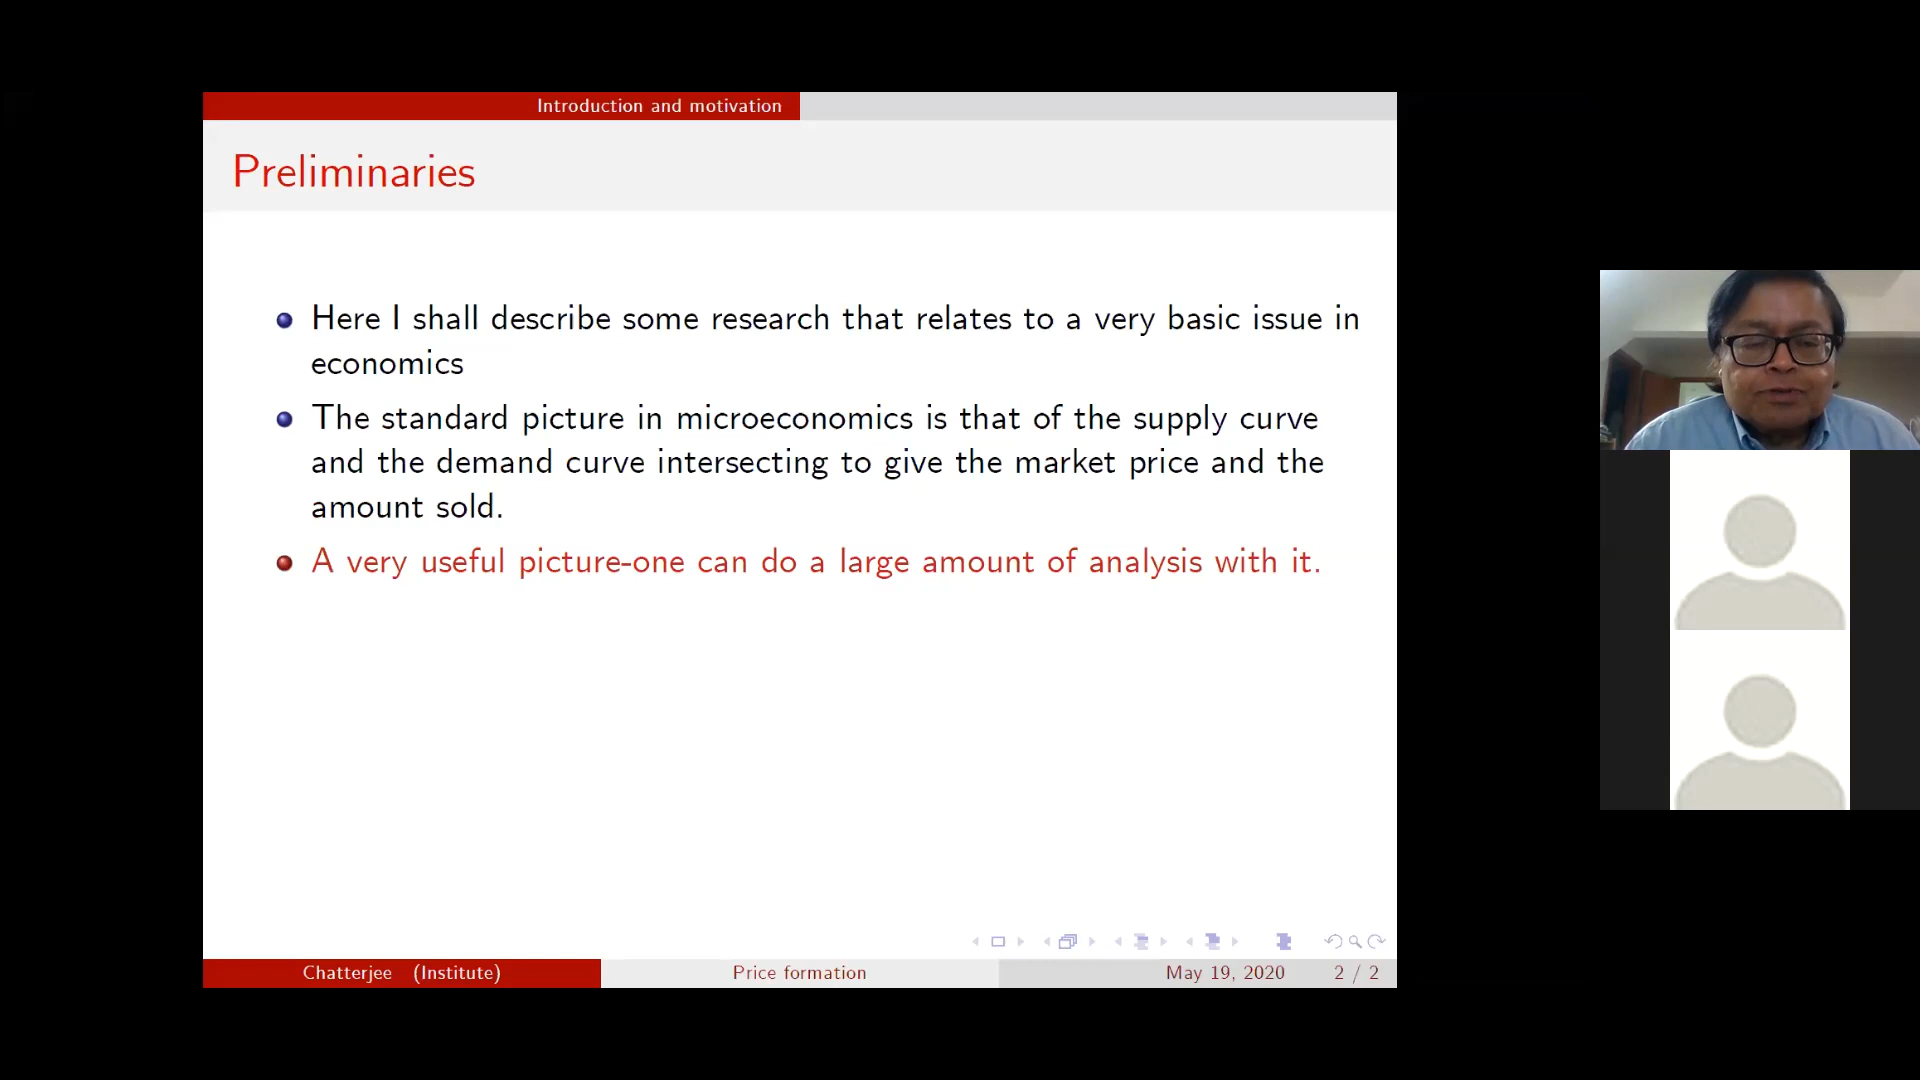 Introduction and motivation
Preliminaries
Here I shall describe some research that relates to a very basic issue in
economics
The standard picture in microeconomics is that of the supply curve
and the demand curve intersecting to give the market price and the
amount sold.
A very useful picture-one can do a large amount of analysis with it.
Chatterjee (Institute) Price formation May 19, 2020 2 / 2